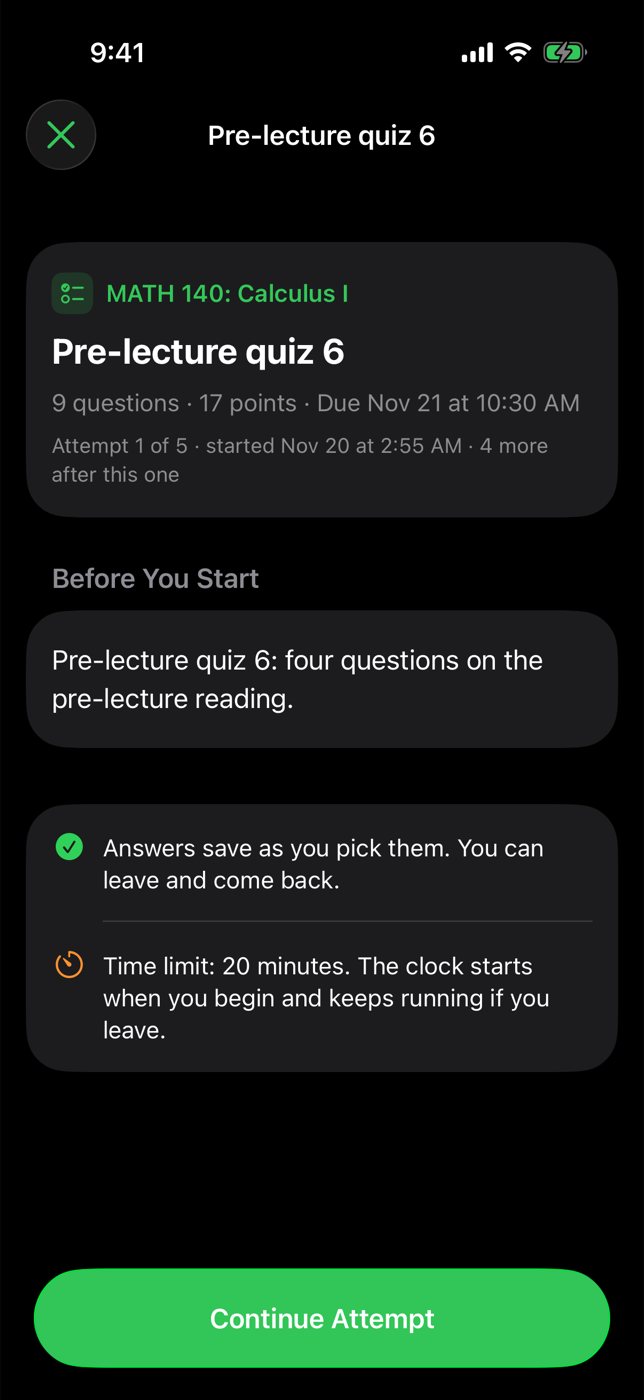 9:41
Pre-lecture quiz 6
MATH 140: Calculus I
Pre-lecture quiz 6
9 questions · 17 points · Due Nov 21 at 10:30 AM
Attempt 1 of 5 · started Nov 20 at 2:55 AM · 4 more
after this one
Before You Start
Pre-lecture quiz 6: four questions on the
pre-lecture reading.
Answers save as you pick them. You can
leave and come back.
Time limit: 20 minutes. The clock starts
when you begin and keeps running if you
leave.
Continue Attempt